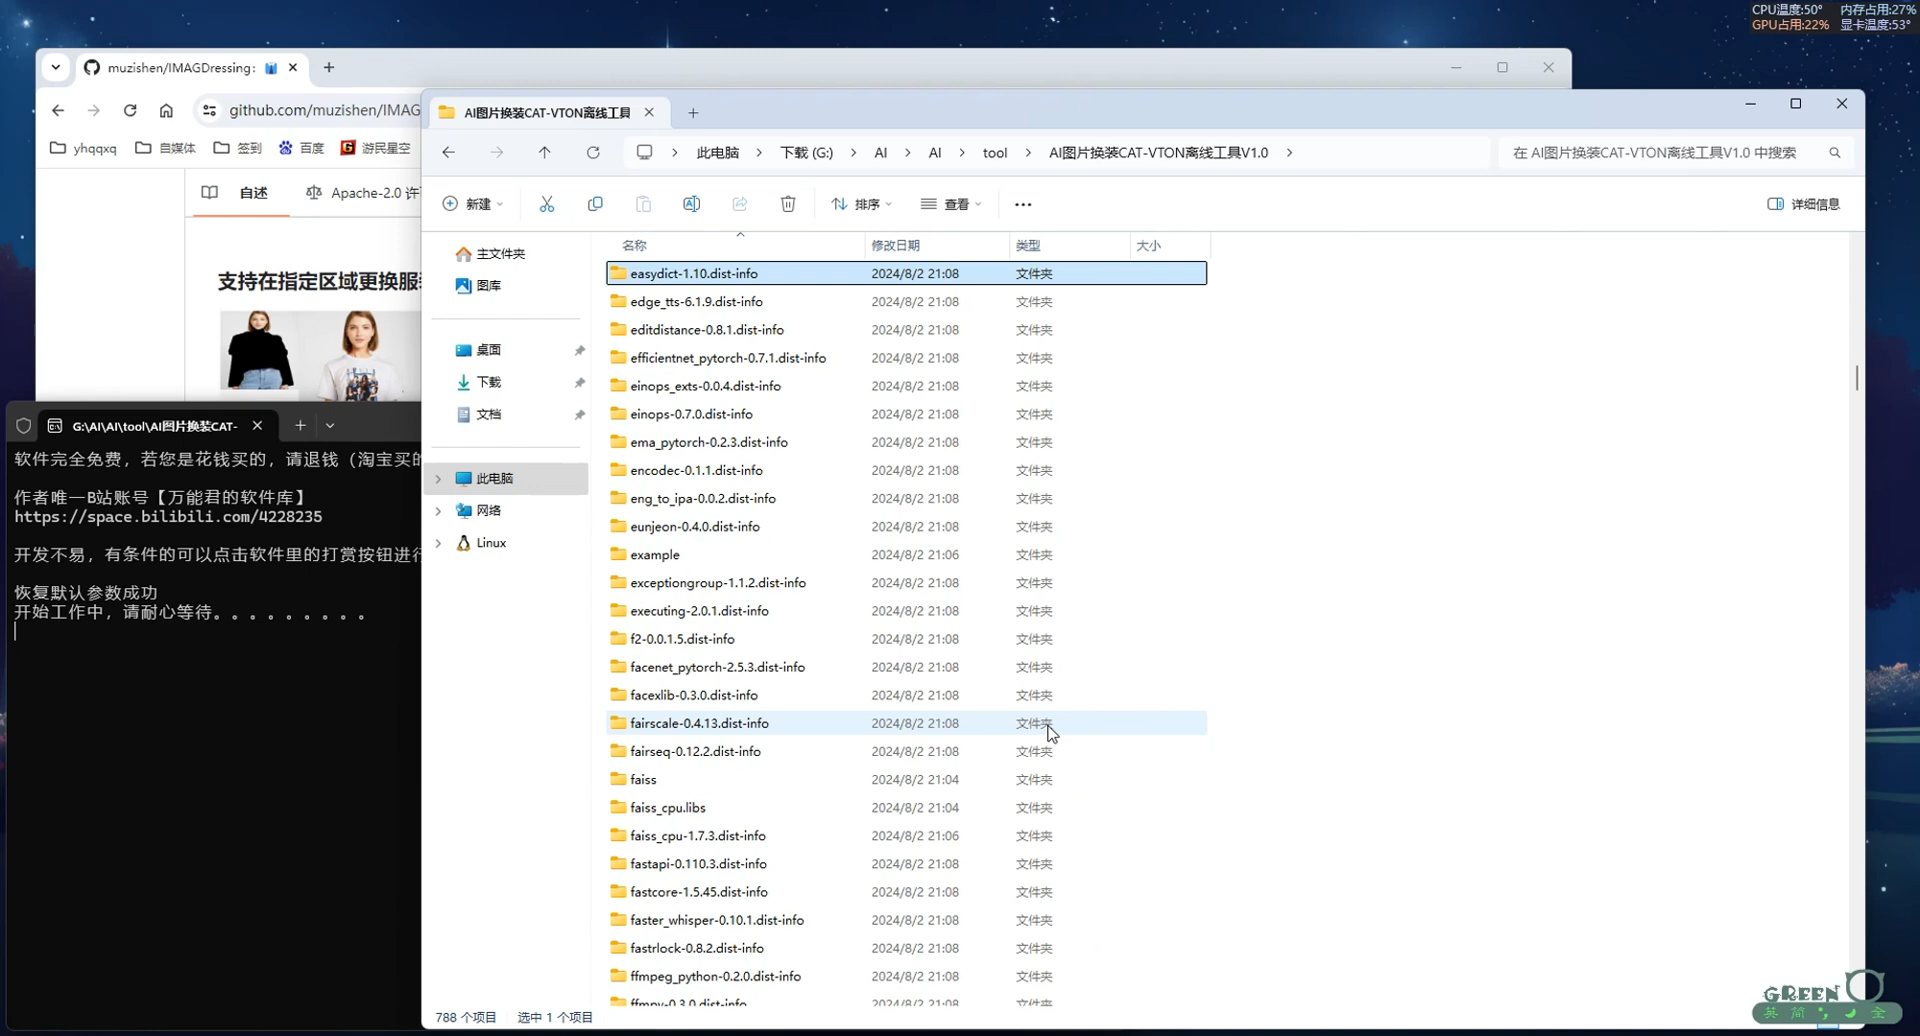 CPU温度:50° 内存占用:27%
GPU占用:22% 显卡温度:53°
muzishen/IMAGDressing:
github.com/muzishen/IMAG
yhqqxq 自媒体 签到 百度 游民星空
自述 Apache-2.0 许
支持在指定区域更换服
G:\AI\AI\tool\AI图片换装CAT-
软件完全免费，若您是花钱买的，请退钱（淘宝买的
作者唯一B站账号【万能君的软件库】
https://space.bilibili.com/4228235
开发不易，有条件的可以点击软件里的打赏按钮进行
恢复默认参数成功
开始工作中，请耐心等待。。。。。。。。。
AI图片换装CAT-VTON离线工具
此电脑 下载 (G:) AI AI tool AI图片换装CAT-VTON离线工具V1.0
在 AI图片换装CAT-VTON离线工具V1.0 中搜索
新建 排序 查看 详细信息
主文件夹
图库
桌面
下载
文档
此电脑
网络
Linux
名称 修改日期 类型 大小
easydict-1.10.dist-info 2024/8/2 21:08 文件夹
edge_tts-6.1.9.dist-info 2024/8/2 21:08 文件夹
editdistance-0.8.1.dist-info 2024/8/2 21:08 文件夹
efficientnet_pytorch-0.7.1.dist-info 2024/8/2 21:08 文件夹
einops_exts-0.0.4.dist-info 2024/8/2 21:08 文件夹
einops-0.7.0.dist-info 2024/8/2 21:08 文件夹
ema_pytorch-0.2.3.dist-info 2024/8/2 21:08 文件夹
encodec-0.1.1.dist-info 2024/8/2 21:08 文件夹
eng_to_ipa-0.0.2.dist-info 2024/8/2 21:08 文件夹
eunjeon-0.4.0.dist-info 2024/8/2 21:08 文件夹
example 2024/8/2 21:06 文件夹
exceptiongroup-1.1.2.dist-info 2024/8/2 21:08 文件夹
executing-2.0.1.dist-info 2024/8/2 21:08 文件夹
f2-0.0.1.5.dist-info 2024/8/2 21:08 文件夹
facenet_pytorch-2.5.3.dist-info 2024/8/2 21:08 文件夹
facexlib-0.3.0.dist-info 2024/8/2 21:08 文件夹
fairscale-0.4.13.dist-info 2024/8/2 21:08 文件夹
fairseq-0.12.2.dist-info 2024/8/2 21:08 文件夹
faiss 2024/8/2 21:04 文件夹
faiss_cpu.libs 2024/8/2 21:04 文件夹
faiss_cpu-1.7.3.dist-info 2024/8/2 21:06 文件夹
fastapi-0.110.3.dist-info 2024/8/2 21:08 文件夹
fastcore-1.5.45.dist-info 2024/8/2 21:08 文件夹
faster_whisper-0.10.1.dist-info 2024/8/2 21:08 文件夹
fastrlock-0.8.2.dist-info 2024/8/2 21:08 文件夹
ffmpeg_python-0.2.0.dist-info 2024/8/2 21:08 文件夹
ffmpy-0.3.0.dist-info 2024/8/2 21:08 文件夹
788 个项目 选中 1 个项目
GREEN
英 简 全